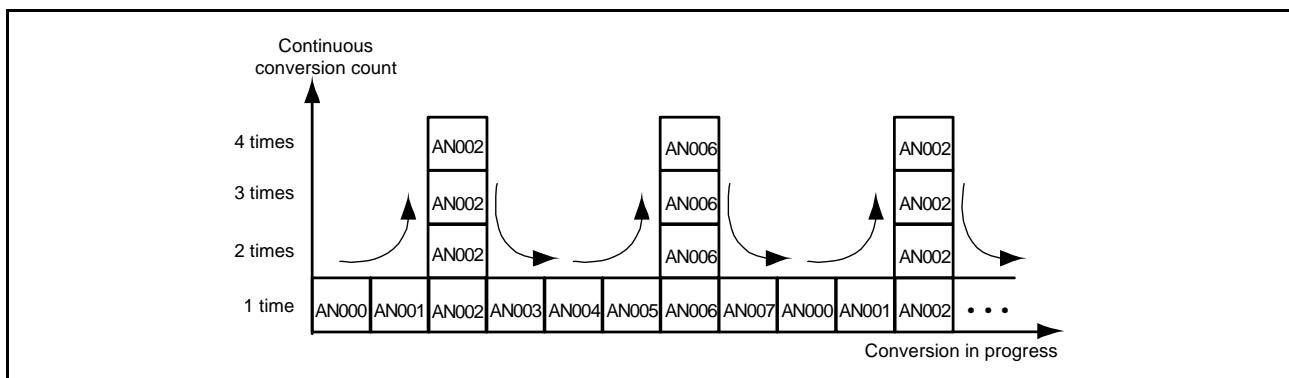 Continuous
conversion count
4 times
AN002
AN006
AN002
3 times
AN002
AN006
AN002
2 times
AN002
AN006
AN002
1 time
AN000
AN001
AN002
AN003
AN004
AN005
AN006
AN007
AN000
AN001
AN002
• • •
Conversion in progress